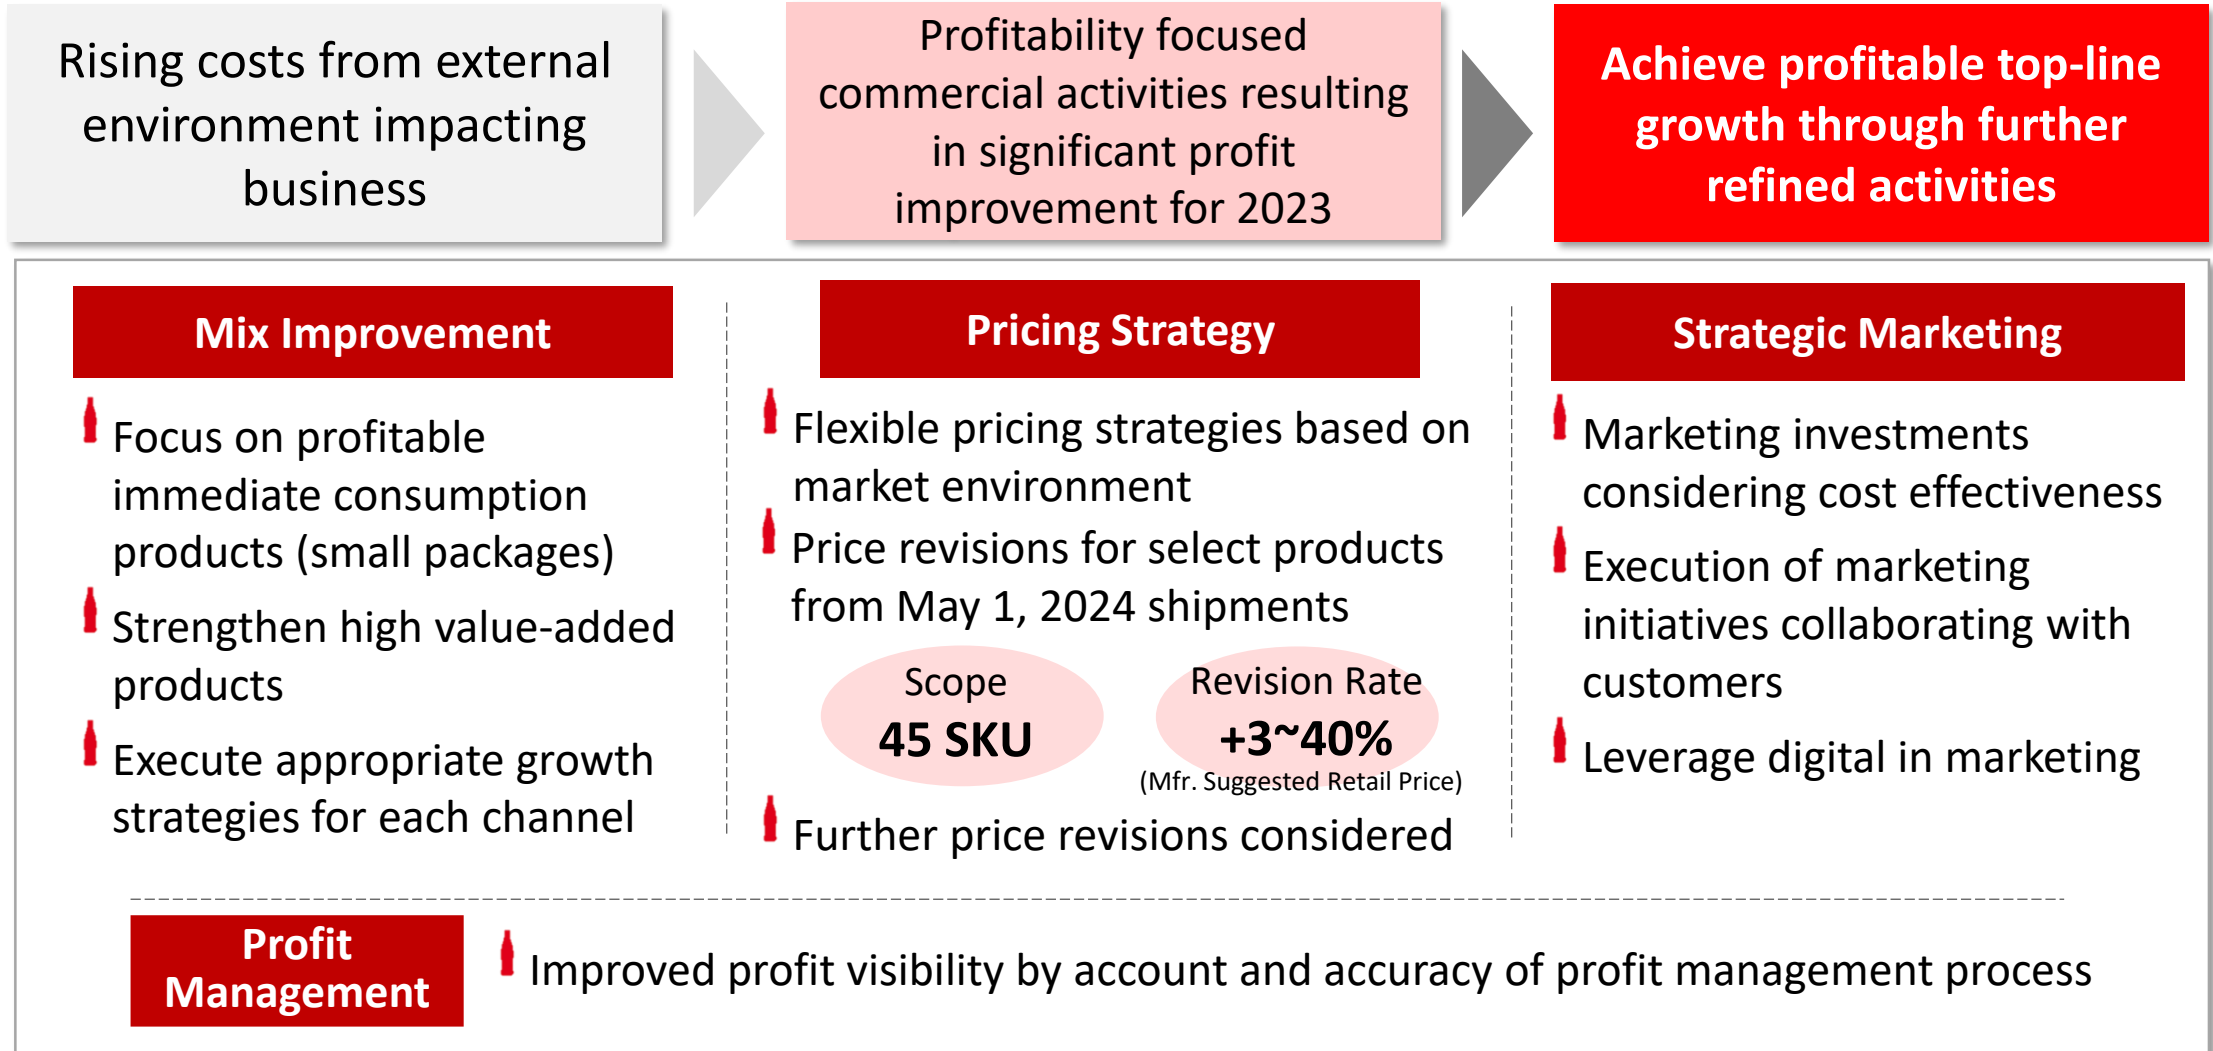 Rising costs from external
environment impacting
business
Profitability focused
commercial activities resulting
in significant profit
improvement for 2023
Achieve profitable top-line
growth through further
refined activities
Mix Improvement
Focus on profitable
immediate consumption
products (small packages)
Strengthen high value-added
products
Execute appropriate growth
strategies for each channel
Pricing Strategy
Flexible pricing strategies based on
market environment
Price revisions for select products
from May 1, 2024 shipments
Scope
45 SKU
Revision Rate
+3~40%
(Mfr. Suggested Retail Price)
Further price revisions considered
Strategic Marketing
Marketing investments
considering cost effectiveness
Execution of marketing
initiatives collaborating with
customers
Leverage digital in marketing
Profit
Management
Improved profit visibility by account and accuracy of profit management process